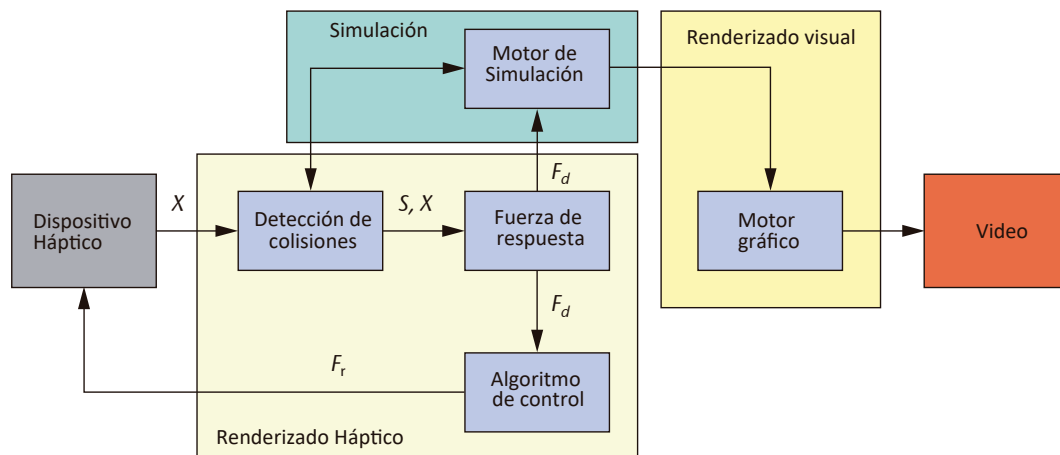 Simulación
Motor de
Simulación
Renderizado visual
F_d
Dispositivo
Háptico
X
Detección de
colisiones
S, X
Fuerza de
respuesta
Motor
gráfico
Video
F_d
F_r
Algoritmo
de control
Renderizado Háptico